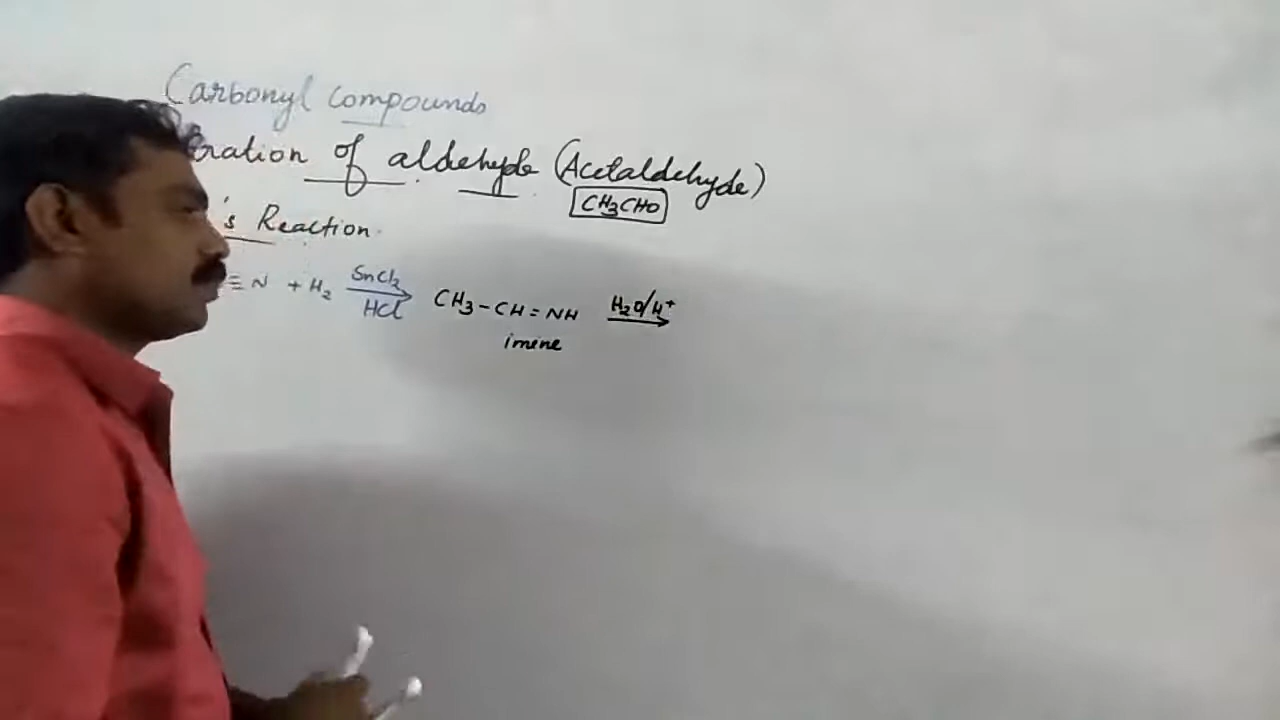 Carbonyl compounds
ration of aldehyde (Acetaldehyde)
CH3CHO
's Reaction.
≡ N + H2 SnCl2 HCl CH3-CH=NH H2O/H+
imine